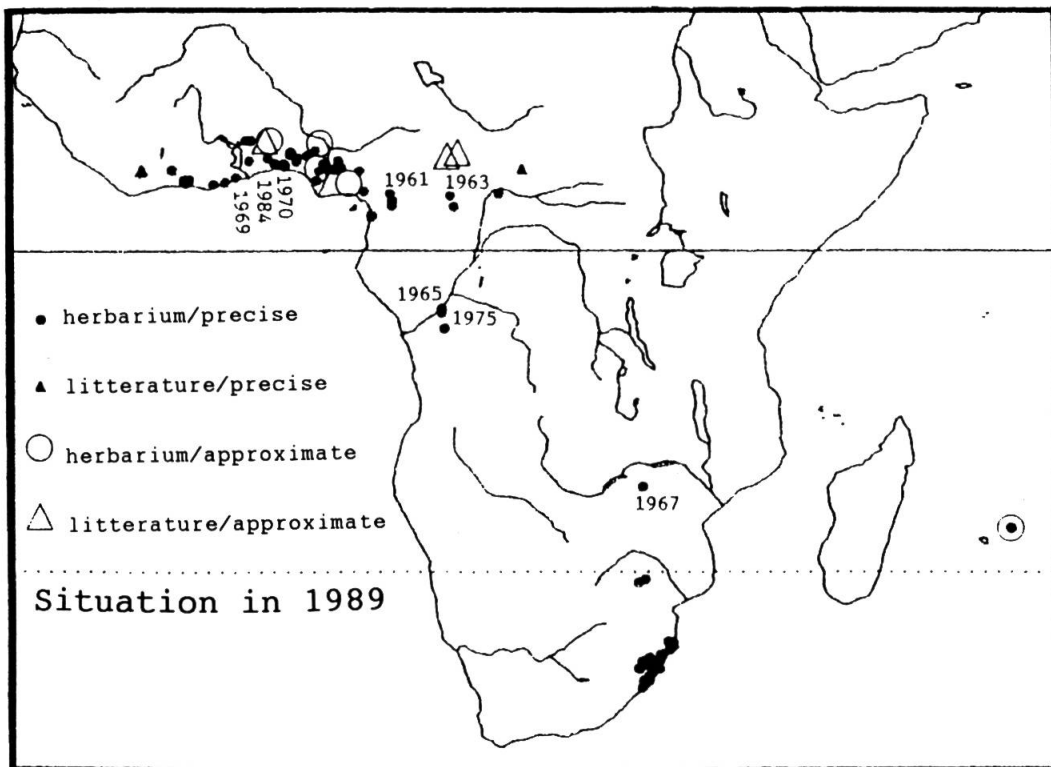 1961
1963
1969
1984
1970
1965
1975
herbarium/precise
litterature/precise
herbarium/approximate
litterature/approximate
1967
Situation in 1989